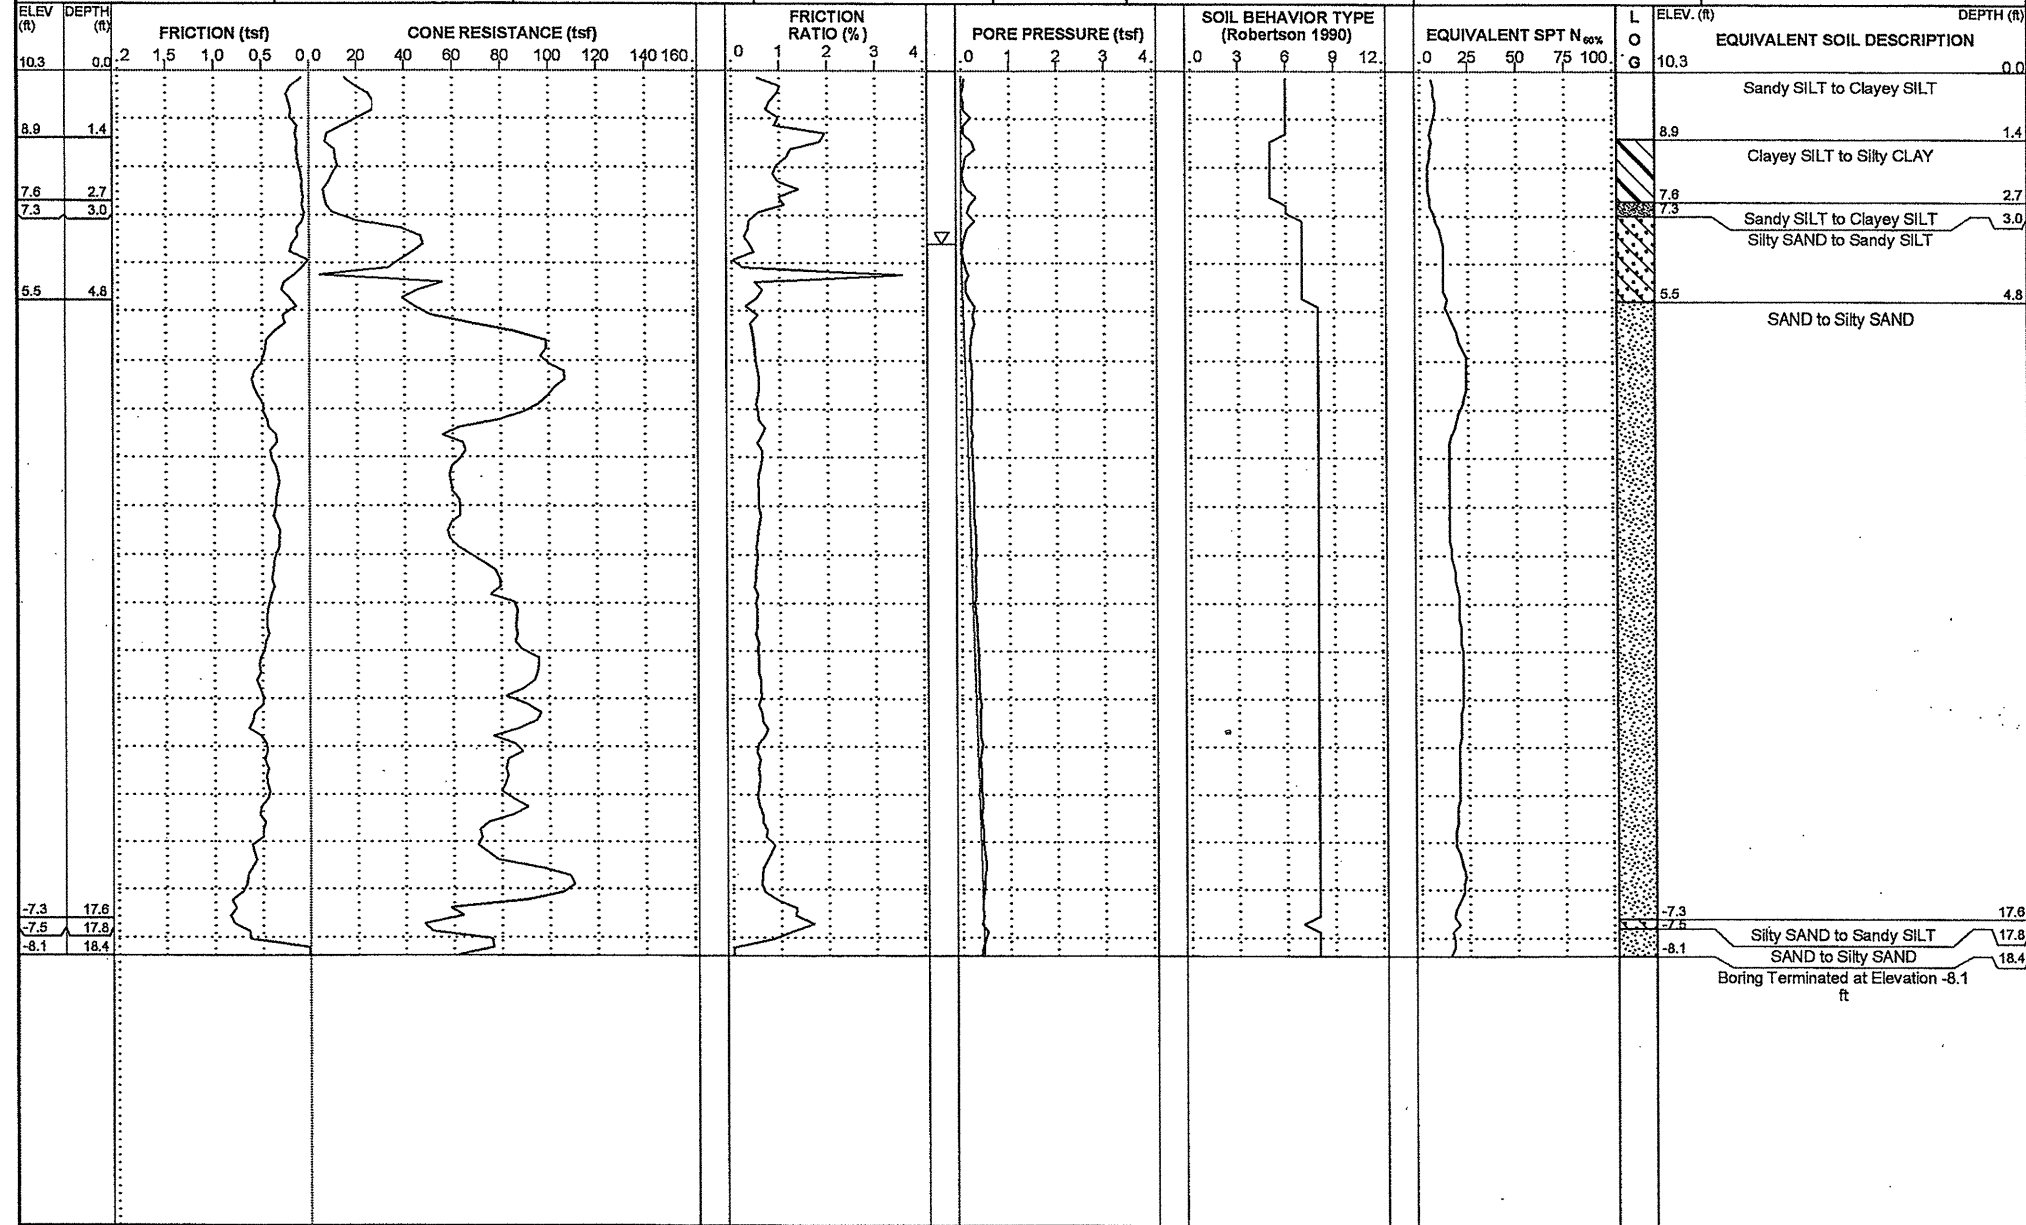 ELEV (ft)
DEPTH (ft)
FRICTION (tsf)
CONE RESISTANCE (tsf)
FRICTION RATIO (%)
PORE PRESSURE (tsf)
SOIL BEHAVIOR TYPE (Robertson 1990)
EQUIVALENT SPT N60%
LOG
ELEV. (ft)
DEPTH (ft)
EQUIVALENT SOIL DESCRIPTION
10.3 0.0
2 1.5 1.0 0.5 0
0 20 40 60 80 100 120 140 160
0 1 2 3 4
0 1 2 3 4
0 3 6 9 12
0 25 50 75 100
10.3 0.0
Sandy SILT to Clayey SILT
8.9 1.4
8.9 1.4
Clayey SILT to Silty CLAY
7.6 2.7
7.6 2.7
7.3 3.0
7.3 Sandy SILT to Clayey SILT 3.0
Silty SAND to Sandy SILT
5.5 4.8
5.5 4.8
SAND to Silty SAND
-7.3 17.6
-7.3 17.6
-7.5 17.8
-7.5 Silty SAND to Sandy SILT 17.8
-8.1 18.4
-8.1 SAND to Silty SAND 18.4
Boring Terminated at Elevation -8.1
ft